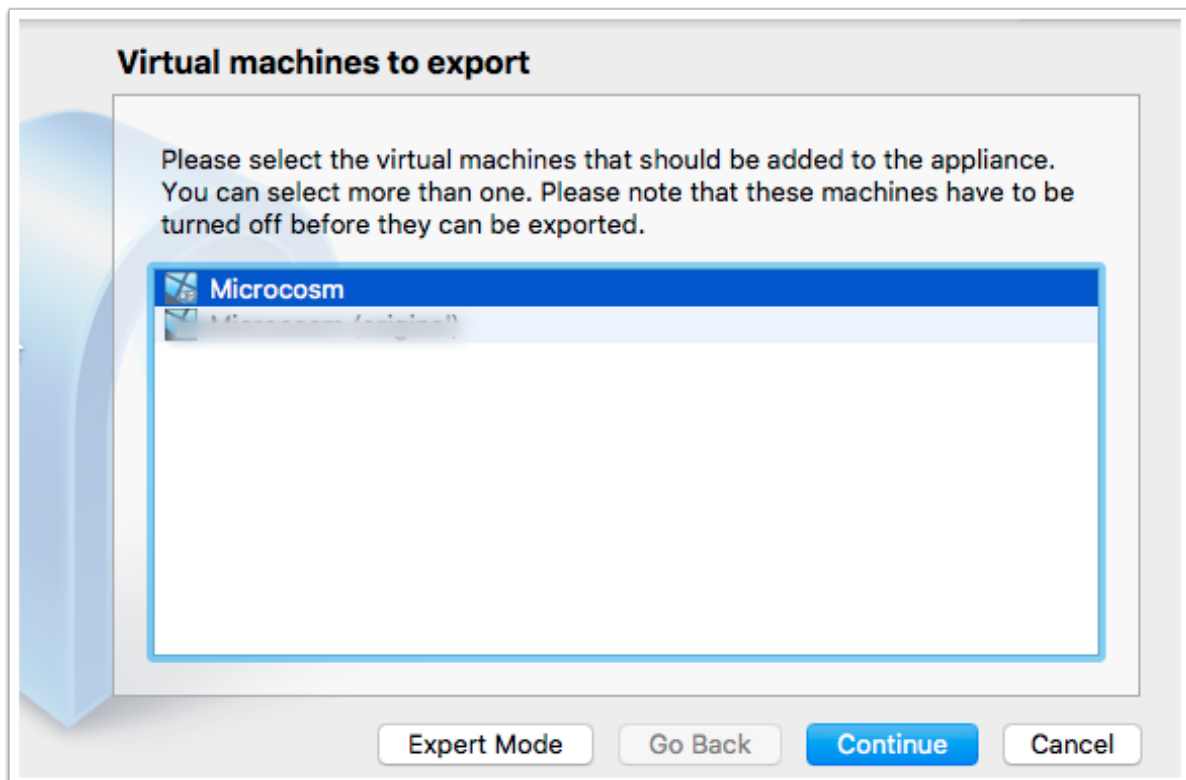 Virtual machines to export
Please select the virtual machines that should be added to the appliance.
You can select more than one. Please note that these machines have to be
turned off before they can be exported.
Microcosm
Expert Mode
Go Back
Continue
Cancel